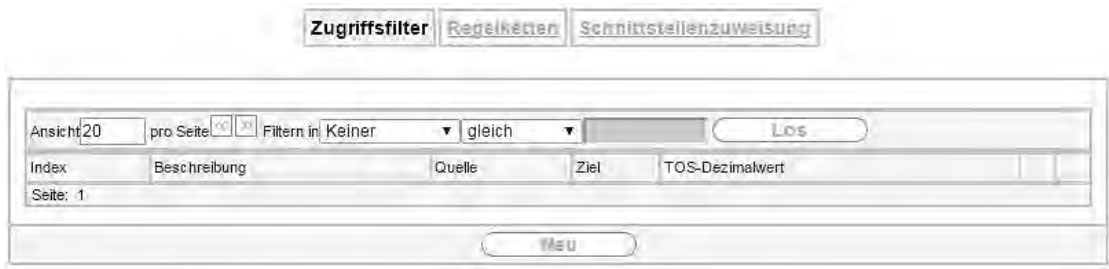 Zugriffsfilter Regelketten Schnittstellenzuweisung
Ansicht 20 pro Seite << >> Filtern in Keiner gleich Los
Index Beschreibung Quelle Ziel TOS-Dezimalwert
Seite: 1
Neu